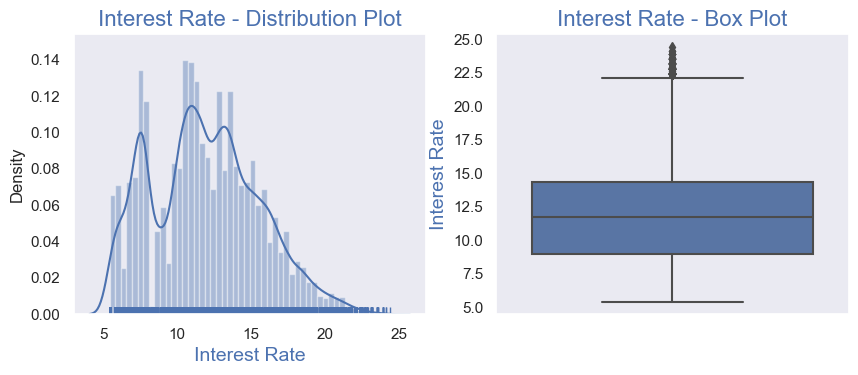 Interest Rate - Distribution Plot
0.14
0.12
0.10
0.08
0.06
0.04
0.02
0.00
Density
5 10 15 20 25
Interest Rate
Interest Rate - Box Plot
25.0
22.5
20.0
17.5
15.0
12.5
10.0
7.5
5.0
Interest Rate